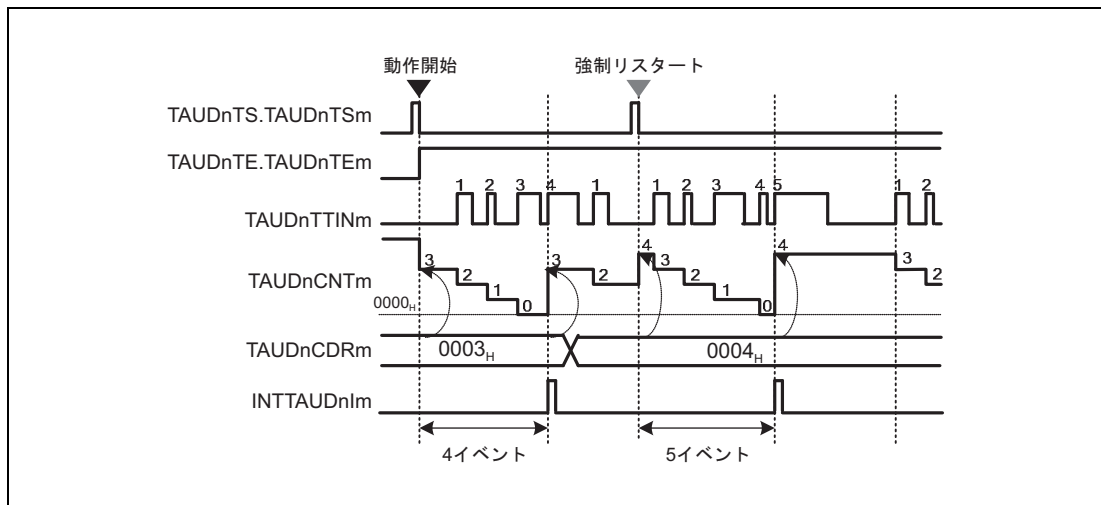 動作開始 強制リスタート
TAUDnTS.TAUDnTSm
TAUDnTE.TAUDnTEm
1 2 3 4 1 1 2 3 4 5 1 2
TAUDnTTINm
3 2 1 0 3 2 4 3 2 1 0 4 3 2
TAUDnCNTm
0000H
TAUDnCDRm 0003H 0004H
INTTAUDnIm
4イベント 5イベント